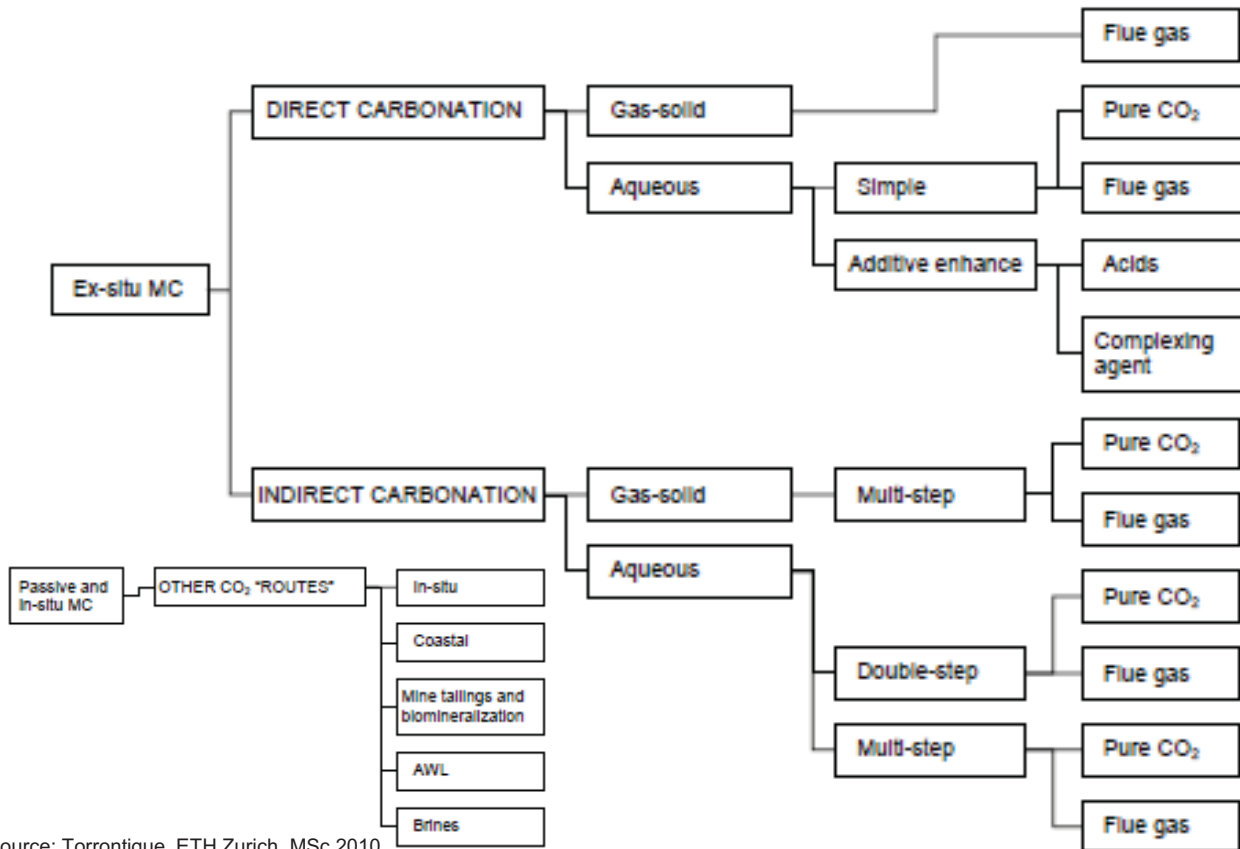 Flue gas
DIRECT CARBONATION
Gas-solid
Pure CO₂
Aqueous
Simple
Flue gas
Ex-situ MC
Additive enhance
Acids
Complexing
agent
Pure CO₂
INDIRECT CARBONATION
Gas-solid
Multi-step
Flue gas
Aqueous
Passive and
in-situ MC
OTHER CO₂ "ROUTES"
In-situ
Pure CO₂
Coastal
Double-step
Flue gas
Mine tailings and
biomineralization
Multi-step
Pure CO₂
AWL
Brines
Flue gas
ource: Torrontigue, ETH Zurich, MSc 2010